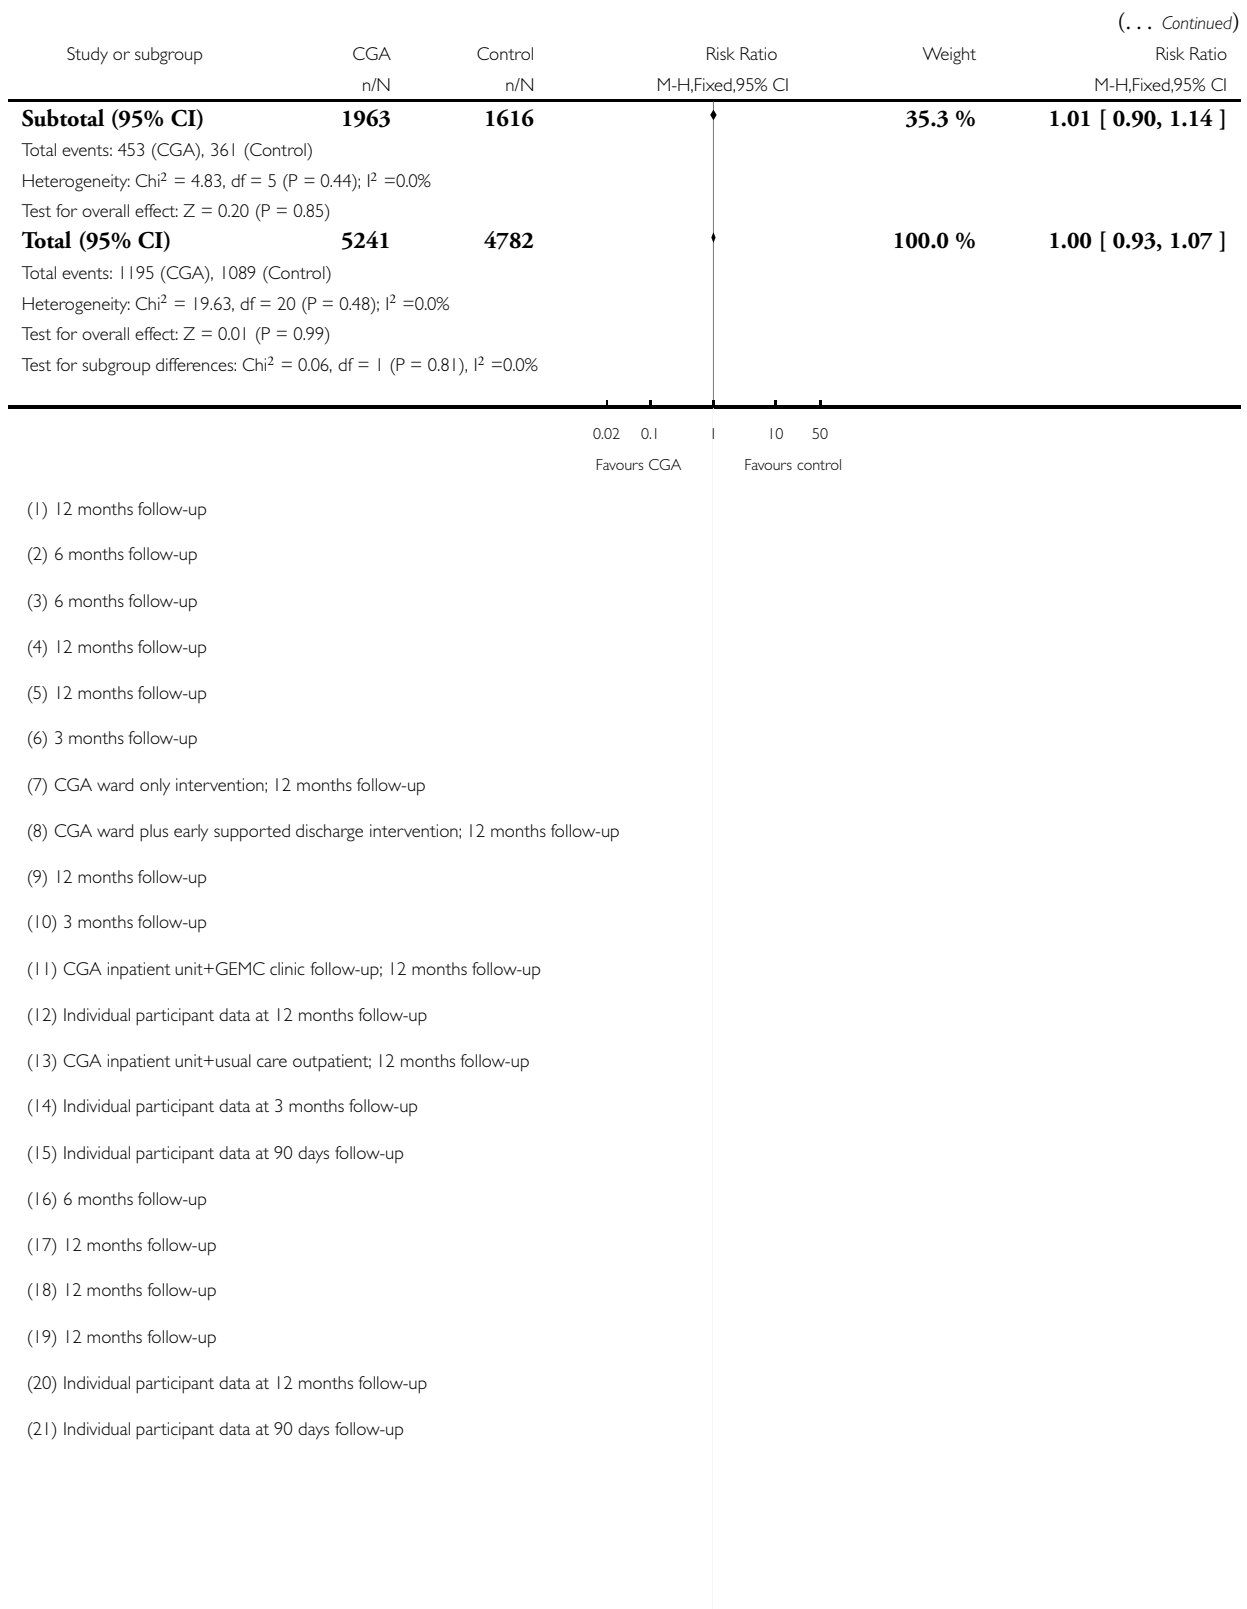 (... Continued)
Study or subgroup CGA Control Risk Ratio Weight Risk Ratio
n/N n/N M-H,Fixed,95% CI M-H,Fixed,95% CI
Subtotal (95% CI) 1963 1616 35.3 % 1.01 [ 0.90, 1.14 ]
Total events: 453 (CGA), 361 (Control)
Heterogeneity: Chi² = 4.83, df = 5 (P = 0.44); I² =0.0%
Test for overall effect: Z = 0.20 (P = 0.85)
Total (95% CI) 5241 4782 100.0 % 1.00 [ 0.93, 1.07 ]
Total events: 1195 (CGA), 1089 (Control)
Heterogeneity: Chi² = 19.63, df = 20 (P = 0.48); I² =0.0%
Test for overall effect: Z = 0.01 (P = 0.99)
Test for subgroup differences: Chi² = 0.06, df = 1 (P = 0.81), I² =0.0%
0.02 0.1 1 10 50
Favours CGA Favours control
(1) 12 months follow-up
(2) 6 months follow-up
(3) 6 months follow-up
(4) 12 months follow-up
(5) 12 months follow-up
(6) 3 months follow-up
(7) CGA ward only intervention; 12 months follow-up
(8) CGA ward plus early supported discharge intervention; 12 months follow-up
(9) 12 months follow-up
(10) 3 months follow-up
(11) CGA inpatient unit+GEMC clinic follow-up; 12 months follow-up
(12) Individual participant data at 12 months follow-up
(13) CGA inpatient unit+usual care outpatient; 12 months follow-up
(14) Individual participant data at 3 months follow-up
(15) Individual participant data at 90 days follow-up
(16) 6 months follow-up
(17) 12 months follow-up
(18) 12 months follow-up
(19) 12 months follow-up
(20) Individual participant data at 12 months follow-up
(21) Individual participant data at 90 days follow-up